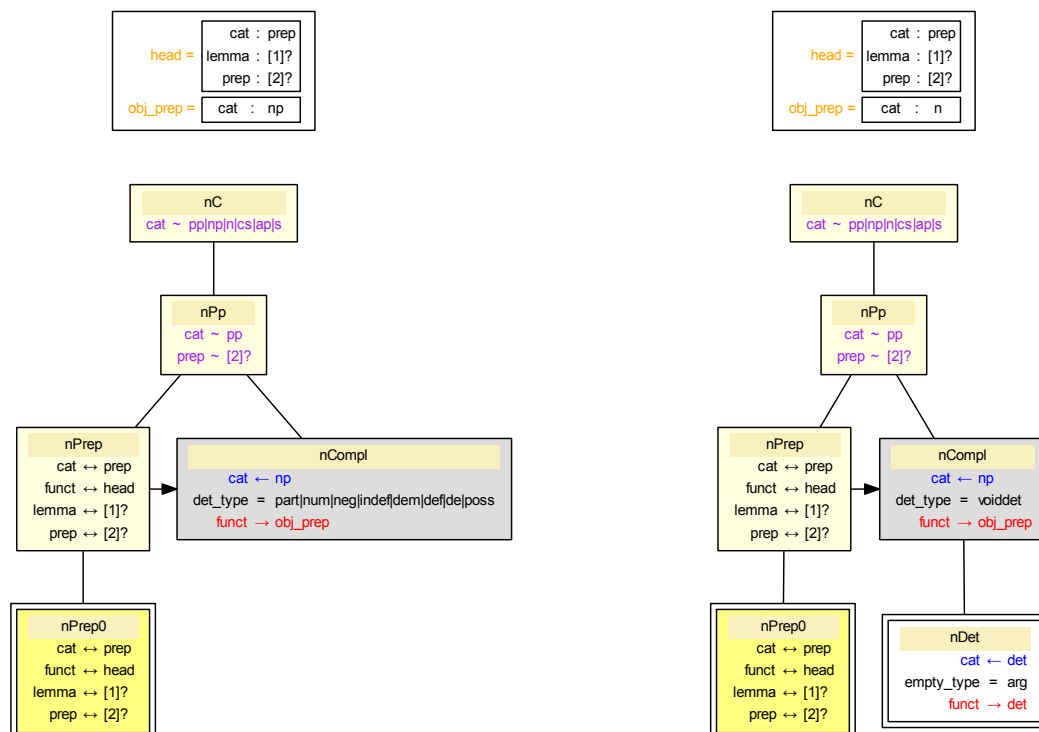 cat : prep
head = lemma : [1]?
prep : [2]?
obj_prep = cat : np
nC
cat ~ pp|np|n|cs|ap|s
nPp
cat ~ pp
prep ~ [2]?
nPrep
cat ↔ prep
funct ↔ head
lemma ↔ [1]?
prep ↔ [2]?
nCompl
cat ← np
det_type = part|num|neg|indef|dem|def|de|poss
funct → obj_prep
nPrep0
cat ↔ prep
funct ↔ head
lemma ↔ [1]?
prep ↔ [2]?
cat : prep
head = lemma : [1]?
prep : [2]?
obj_prep = cat : n
nC
cat ~ pp|np|n|cs|ap|s
nPp
cat ~ pp
prep ~ [2]?
nPrep
cat ↔ prep
funct ↔ head
lemma ↔ [1]?
prep ↔ [2]?
nCompl
cat ← np
det_type = voiddet
funct → obj_prep
nPrep0
cat ↔ prep
funct ↔ head
lemma ↔ [1]?
prep ↔ [2]?
nDet
cat ← det
empty_type = arg
funct → det